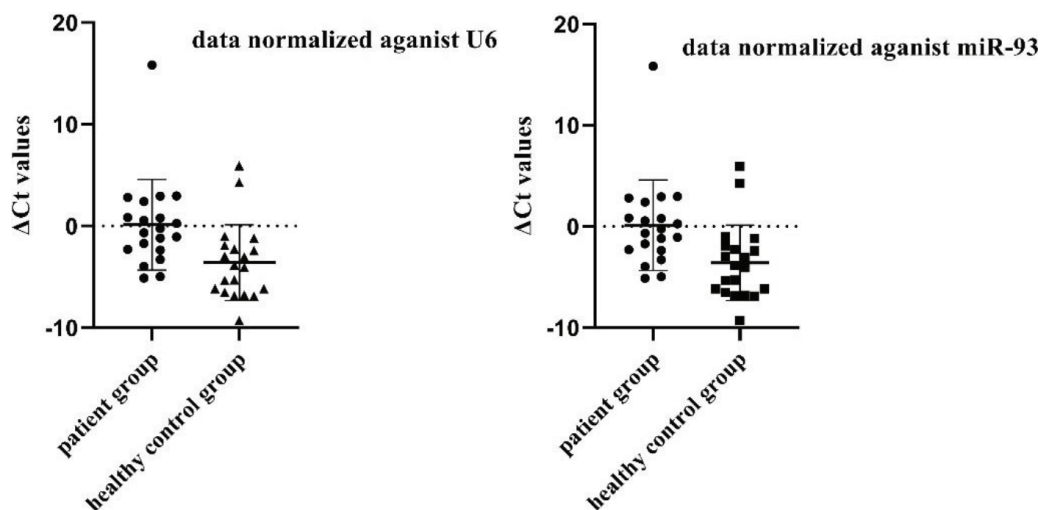 data normalized aganist U6
20
10
0
-10
ΔCt values
patient group
healthy control group
data normalized aganist miR-93
20
10
0
-10
ΔCt values
patient group
healthy control group